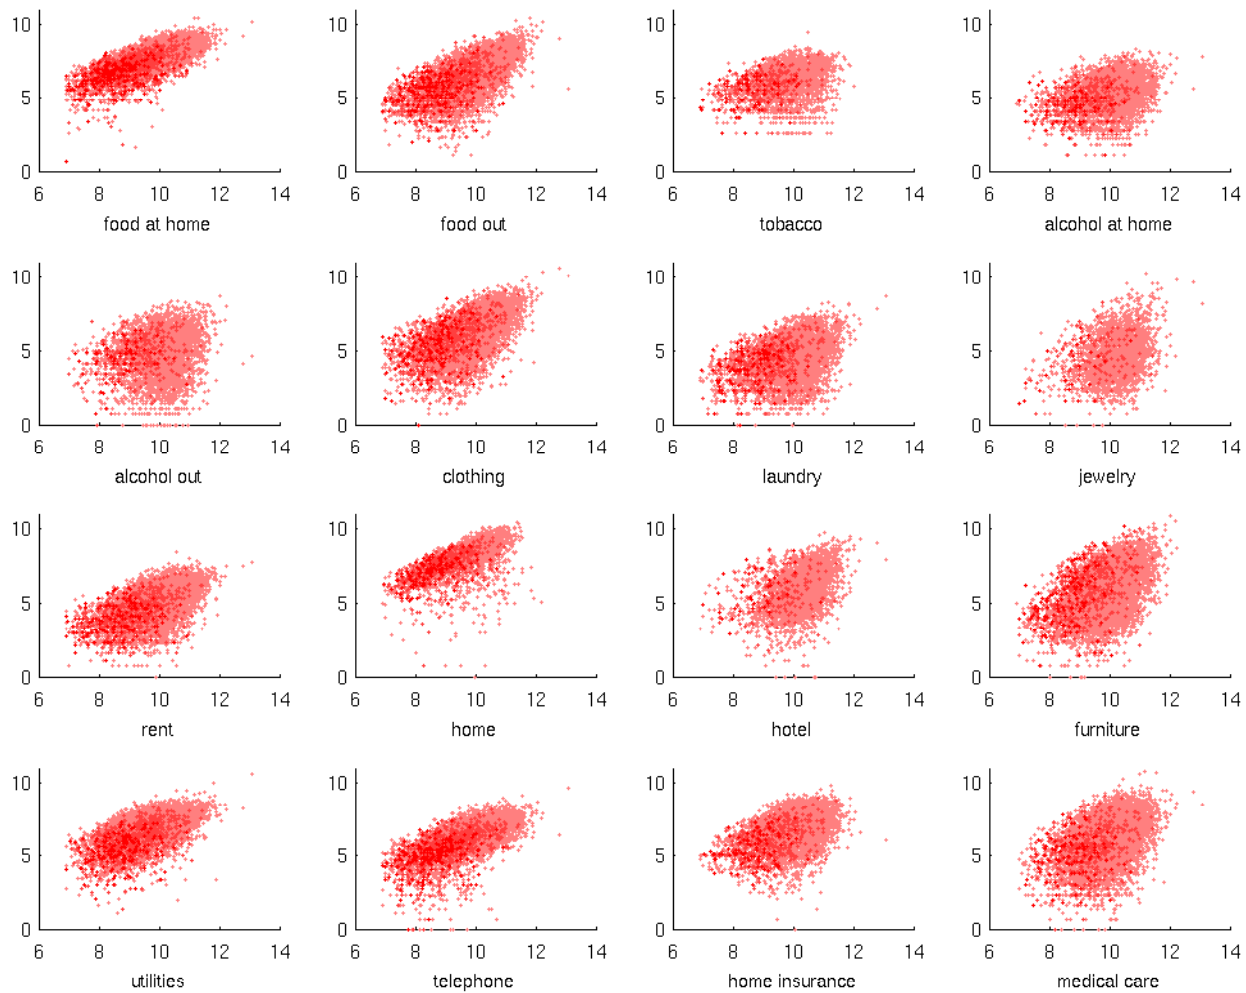 10 10 10 10
5 5 5 5
0 0 0 0
6 8 10 12 14 6 8 10 12 14 6 8 10 12 14 6 8 10 12 14
food at home food out tobacco alcohol at home
10 10 10 10
5 5 5 5
0 0 0 0
6 8 10 12 14 6 8 10 12 14 6 8 10 12 14 6 8 10 12 14
alcohol out clothing laundry jewelry
10 10 10 10
5 5 5 5
0 0 0 0
6 8 10 12 14 6 8 10 12 14 6 8 10 12 14 6 8 10 12 14
rent home hotel furniture
10 10 10 10
5 5 5 5
0 0 0 0
6 8 10 12 14 6 8 10 12 14 6 8 10 12 14 6 8 10 12 14
utilities telephone home insurance medical care